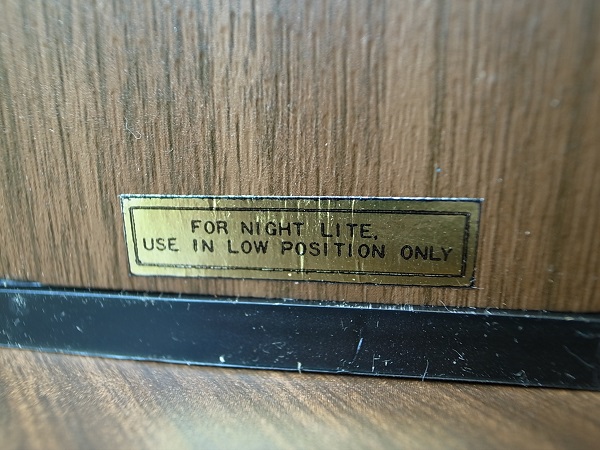 FOR NIGHT LITE,
USE IN LOW POSITION ONLY